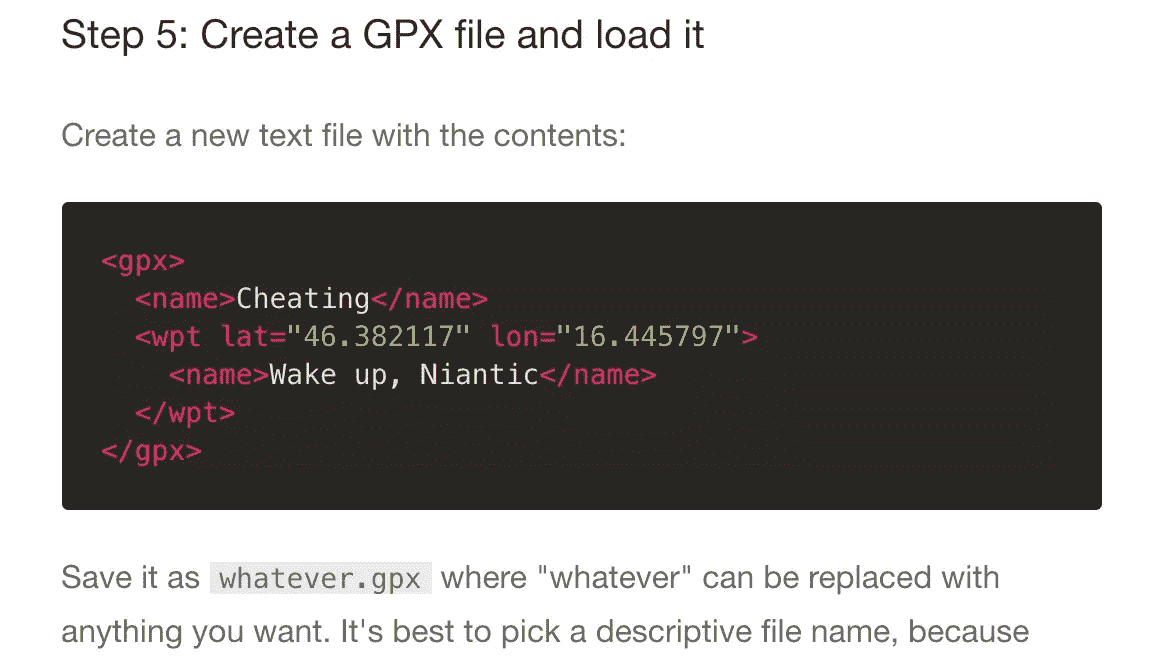 Step 5: Create a GPX file and load it
Create a new text file with the contents:
<gpx>
  <name>Cheating</name>
  <wpt lat="46.382117" lon="16.445797">
    <name>Wake up, Niantic</name>
  </wpt>
</gpx>
Save it as whatever.gpx where "whatever" can be replaced with
anything you want. It's best to pick a descriptive file name, because